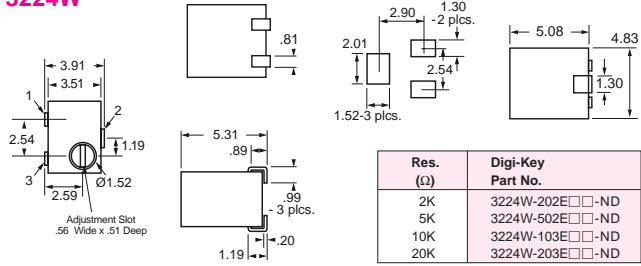 3224W
3.91
3.51
1
2
2.54
1.19
3
Ø1.52
2.59
Adjustment Slot
.56 Wide x .51 Deep
.81
5.31
.89
.99
- 3 plcs.
.20
1.19
2.90
1.30
-2 plcs.
2.01
2.54
1.52-3 plcs.
5.08
4.83
1.30
Res. Digi-Key
(Ω) Part No.
2K 3224W-202E□□-ND
5K 3224W-502E□□-ND
10K 3224W-103E□□-ND
20K 3224W-203E□□-ND